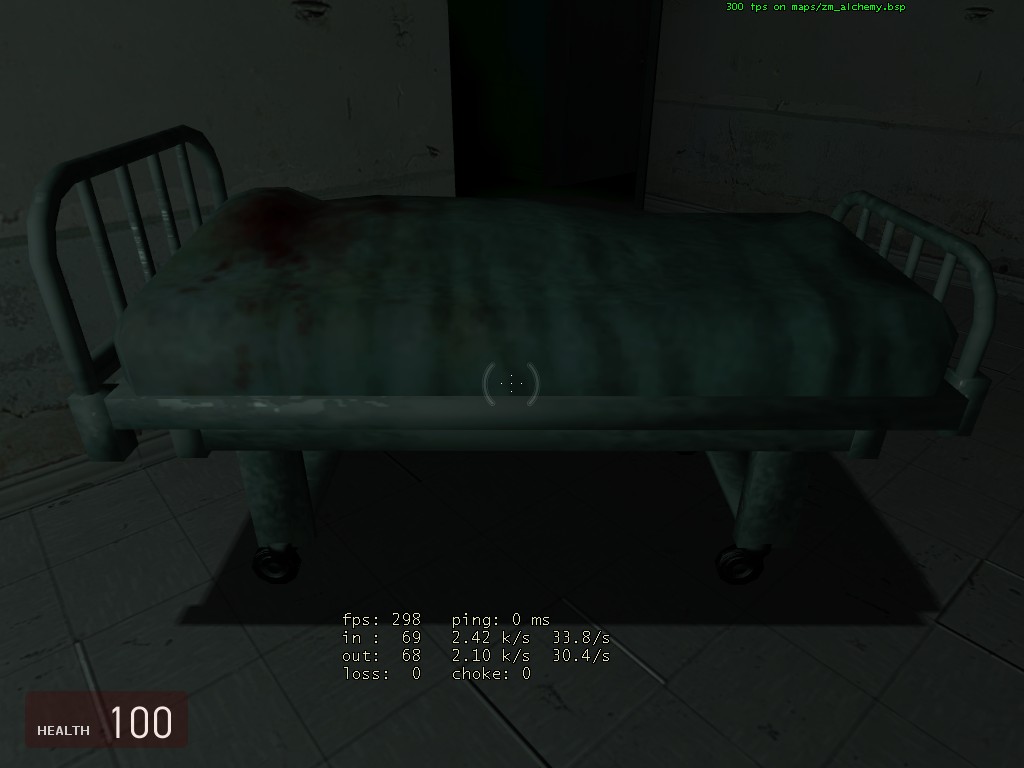 300 fps on maps/zm_alchemy.bsp
fps: 298 ping: 0 ms
in : 69 2.42 k/s 33.8/s
out: 68 2.10 k/s 30.4/s
loss: 0 choke: 0
HEALTH 100